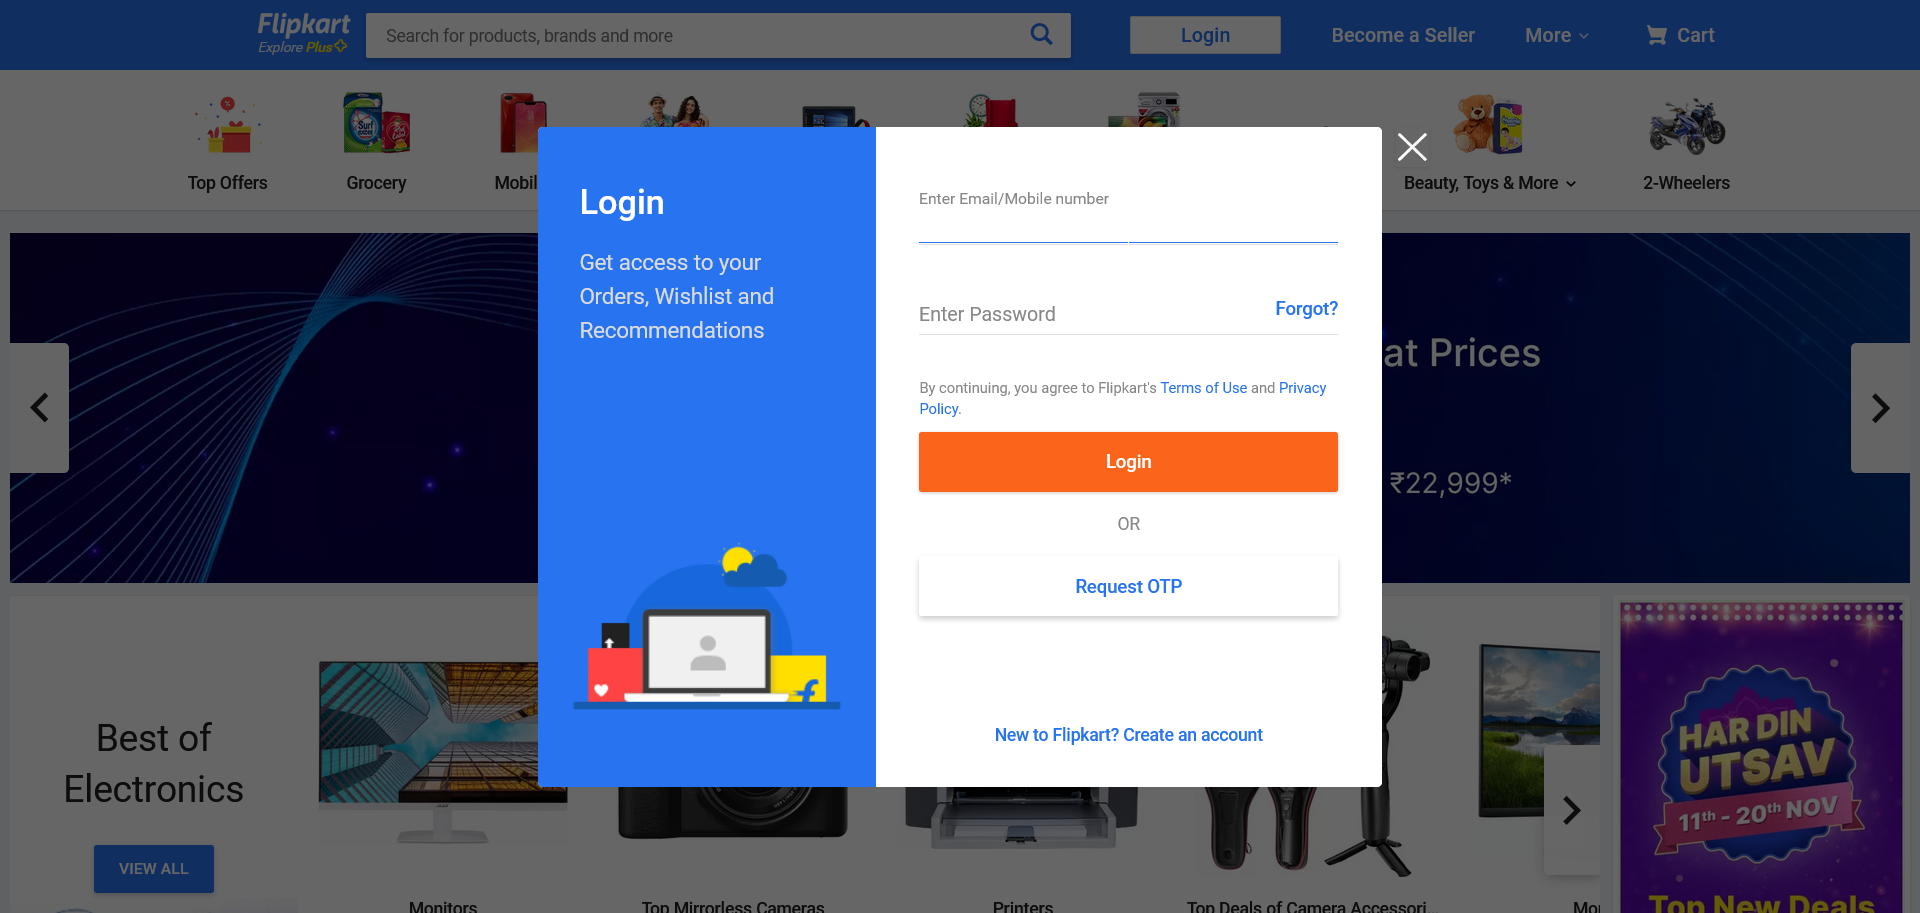 Flipkart
Explore Plus
Search for products, brands and more
Login
Become a Seller
More
Cart
Top Offers
Grocery
Mobil
Beauty, Toys & More
2-Wheelers
Login
Get access to your
Orders, Wishlist and
Recommendations
Enter Email/Mobile number
Enter Password
Forgot?
By continuing, you agree to Flipkart's Terms of Use and Privacy
Policy.
Login
OR
Request OTP
New to Flipkart? Create an account
at Prices
₹22,999*
Best of
Electronics
VIEW ALL
Monitors
Top Mirrorless Cameras
Printers
Top Deals of Camera Accessori...
Mo
HAR DIN
UTSAV
11th - 20th NOV
Top New Deals